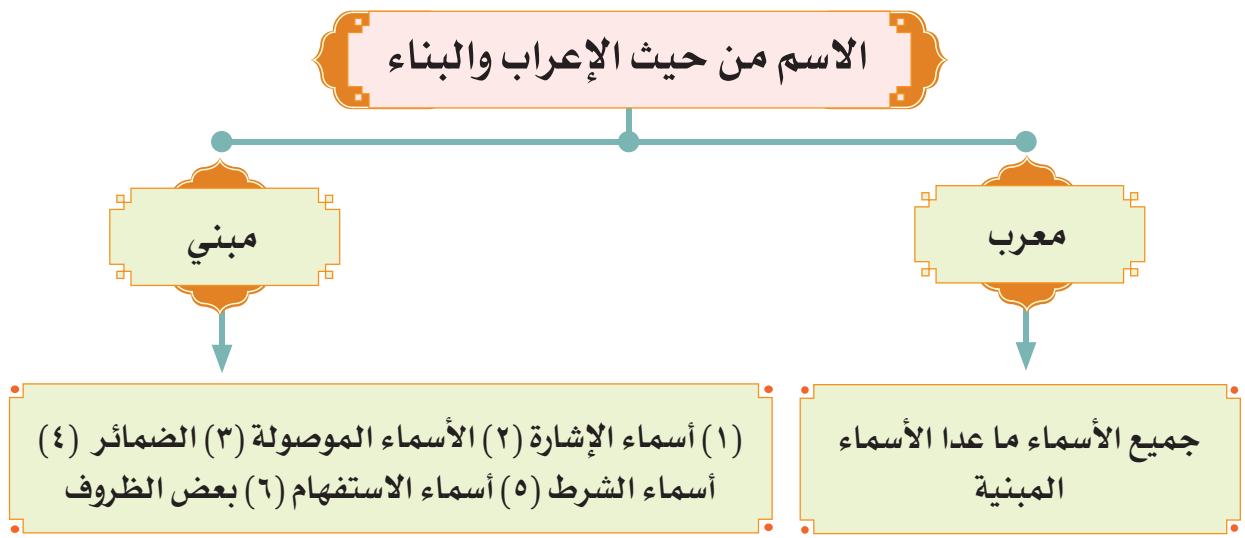 الاسم من حيث الإعراب والبناء
معرب
مبني
جميع الأسماء ما عدا الأسماء
المبنية
(١) أسماء الإشارة (٢) الأسماء الموصولة (٣) الضمائر (٤)
أسماء الشرط (٥) أسماء الاستفهام (٦) بعض الظروف